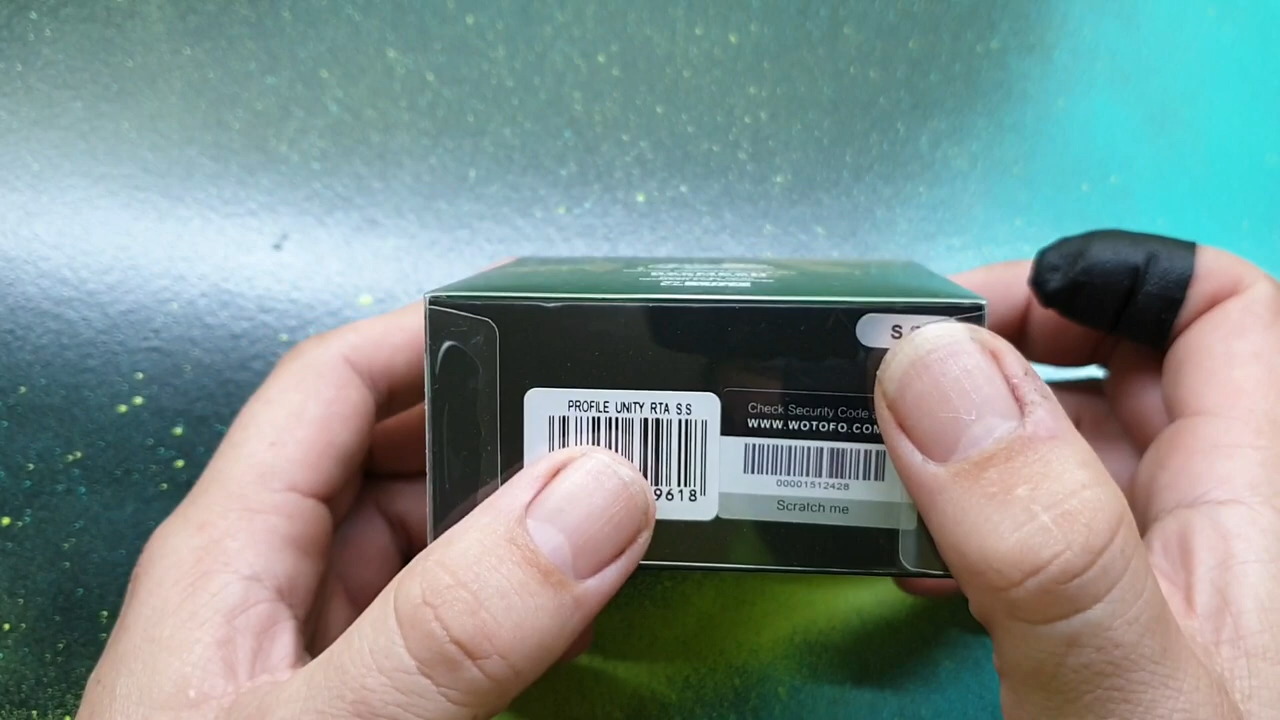 S
PROFILE UNITY RTA S.S
9618
Check Security Code
WWW.WOTOFO.COM
00001512428
Scratch me